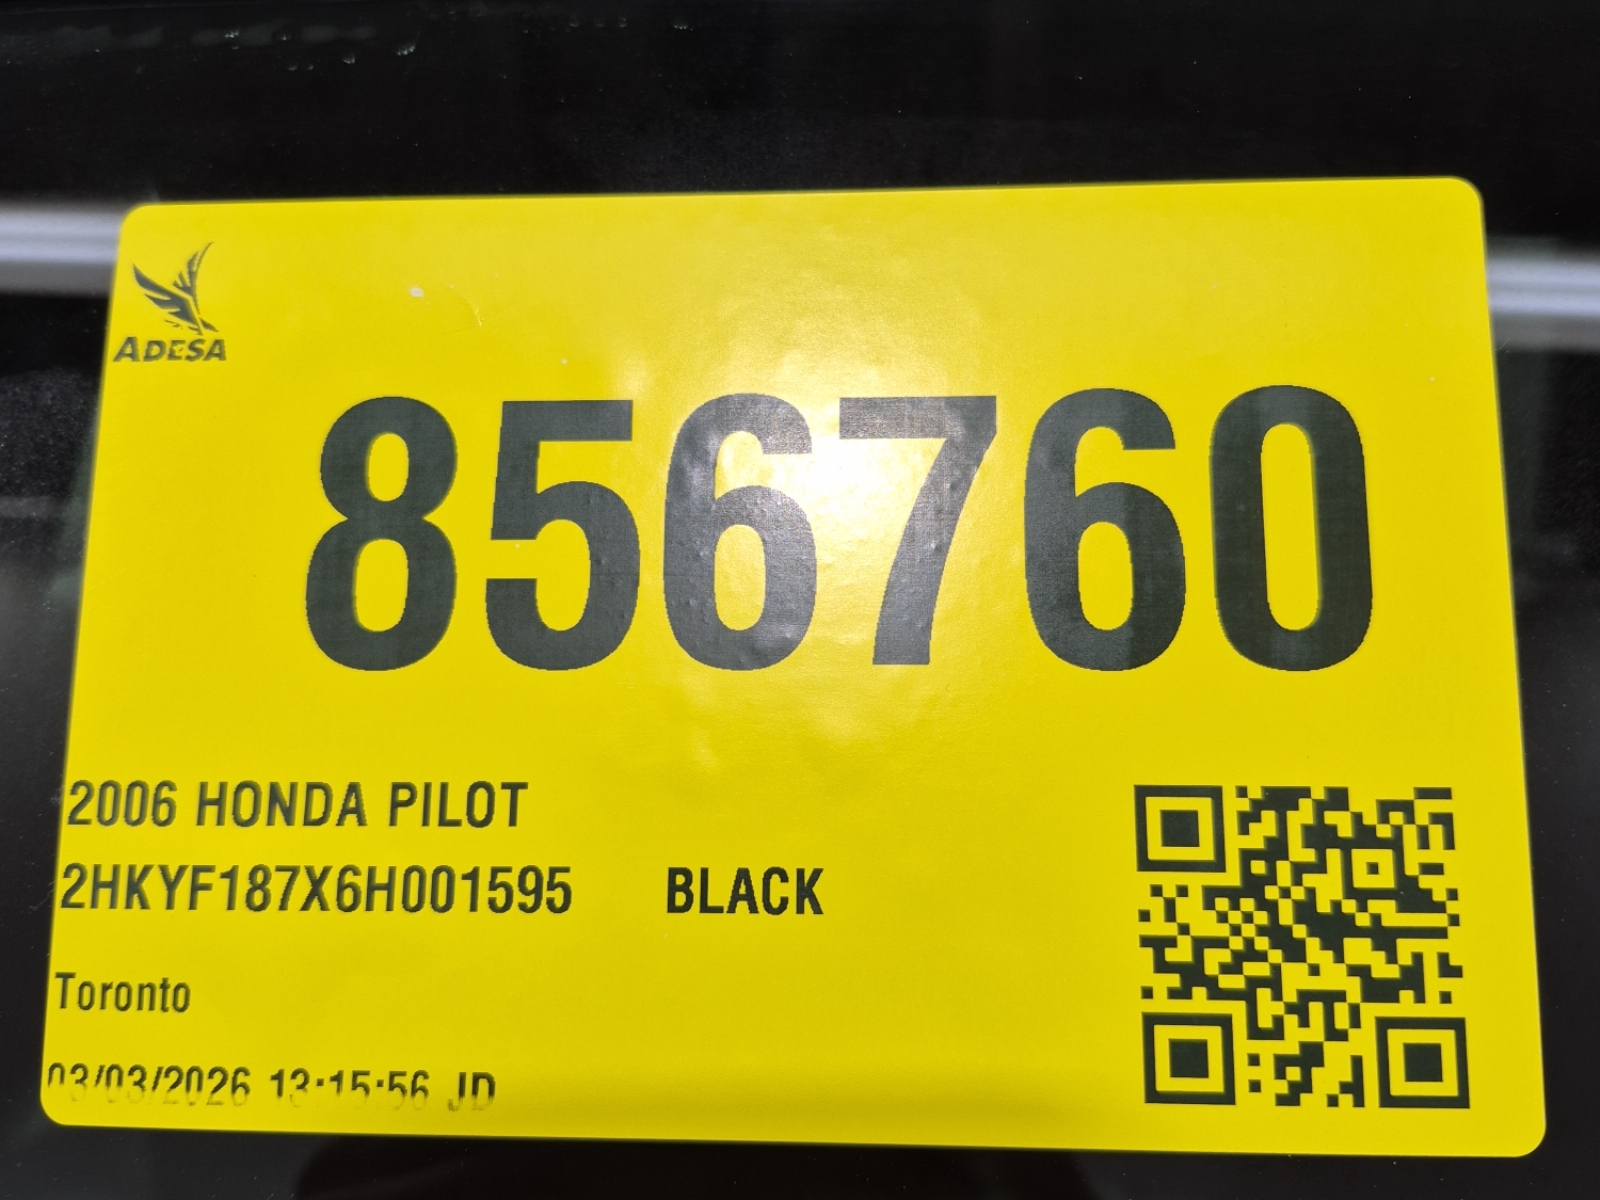 ADESA
856760
2006 HONDA PILOT
2HKYF187X6H001595 BLACK
Toronto
03/03/2026 13:15:56 JD